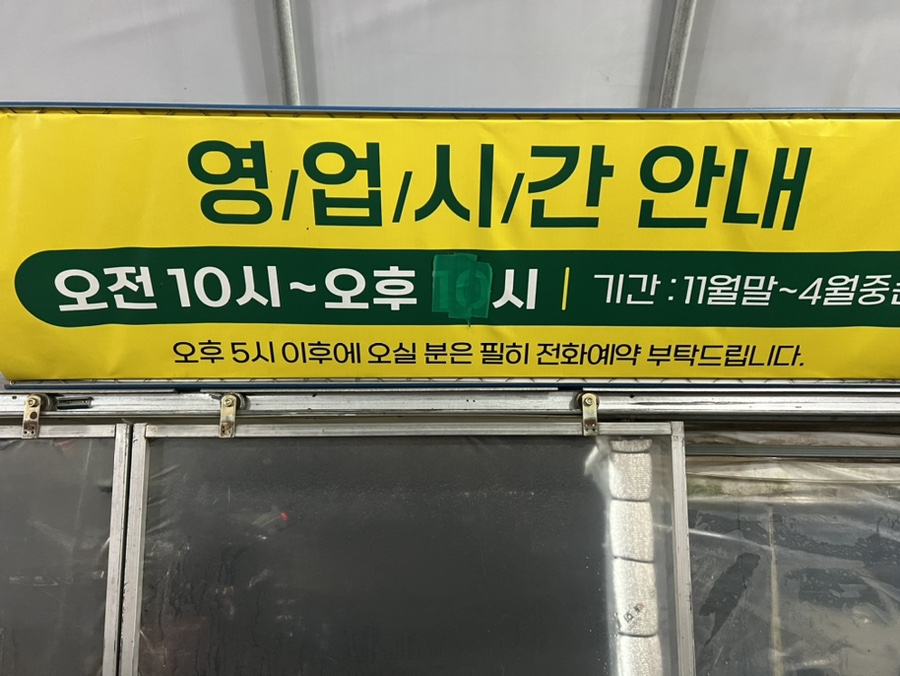 영/업/시/간 안내
오전 10시~오후 시 | 기간 : 11월말~4월중
오후 5시 이후에 오실 분은 필히 전화예약 부탁드립니다.